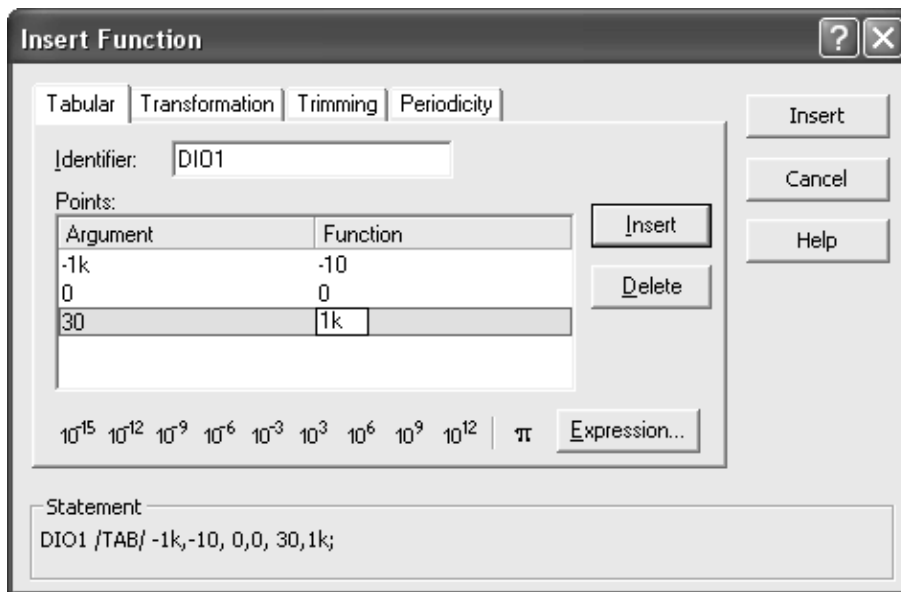 Insert Function
Tabular Transformation Trimming Periodicity
Identifier: DIO1
Points:
Argument Function
-1k -10
0 0
30 1k
Insert
Delete
10-15 10-12 10-9 10-6 10-3 103 106 109 1012 π Expression...
Insert
Cancel
Help
Statement
DIO1 /TAB/ -1k,-10, 0,0, 30,1k;